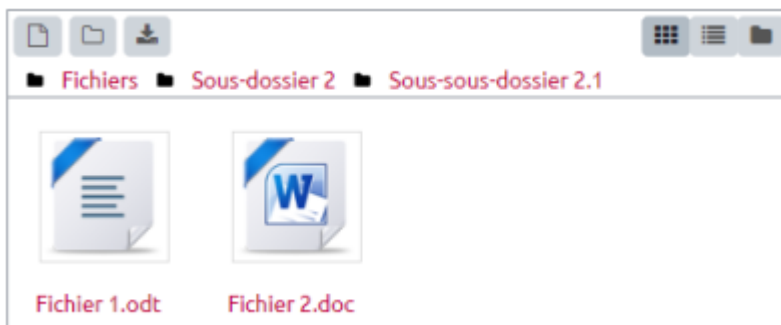 Fichiers Sous-dossier 2 Sous-sous-dossier 2.1
W
Fichier 1.odt Fichier 2.doc